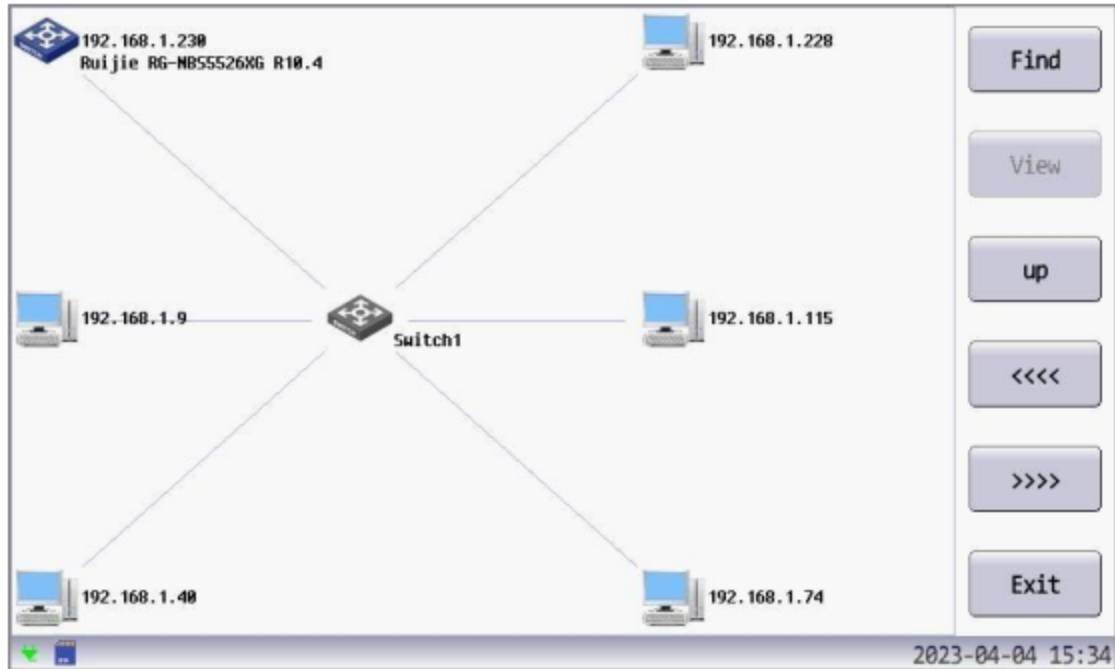 192.168.1.230
Ruijie RG-NBS5526XG R10.4
192.168.1.228
Find
View
up
192.168.1.9
192.168.1.115
Switch1
<<<<
>>>>
Exit
192.168.1.40
192.168.1.74
2023-04-04 15:34